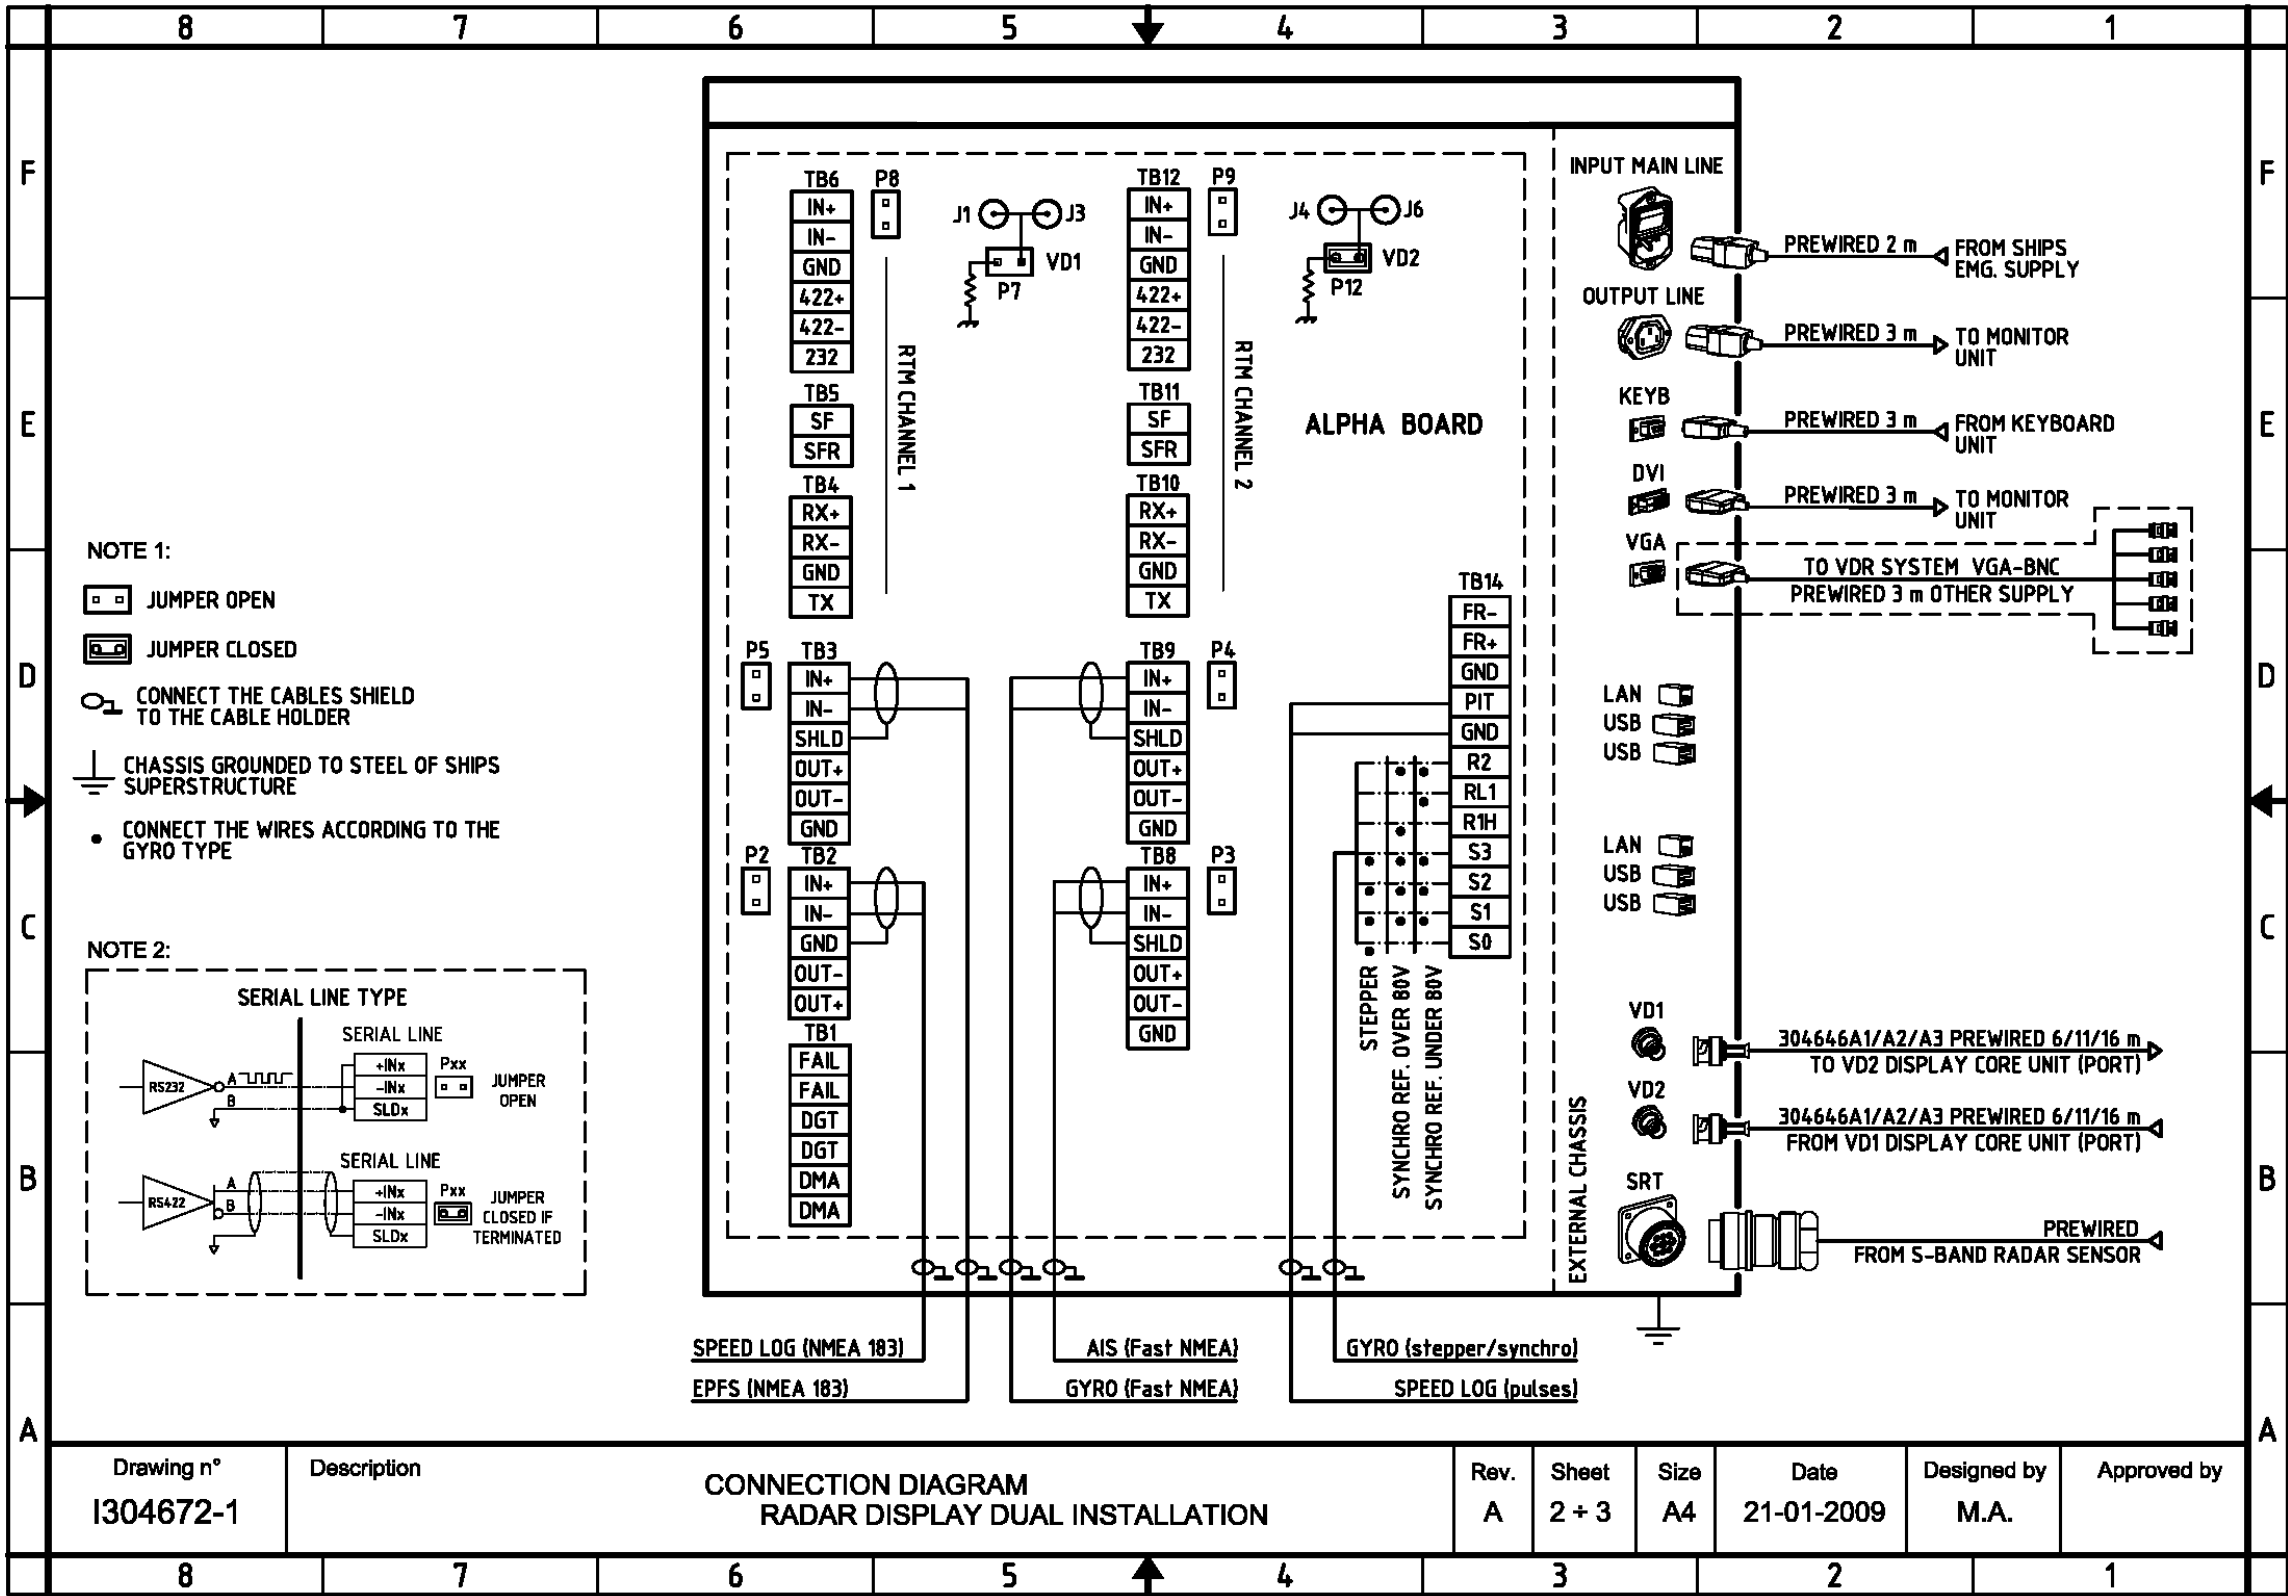 8 7 6 5 4 3 2 1
F
E
D
C
B
A
NOTE 1:
JUMPER OPEN
JUMPER CLOSED
CONNECT THE CABLES SHIELD
TO THE CABLE HOLDER
CHASSIS GROUNDED TO STEEL OF SHIPS
SUPERSTRUCTURE
CONNECT THE WIRES ACCORDING TO THE
GYRO TYPE
NOTE 2:
SERIAL LINE TYPE
SERIAL LINE
RS232
A
B
+INx
-INx
SLDx
Pxx
JUMPER
OPEN
SERIAL LINE
RS422
A
B
+INx
-INx
SLDx
Pxx
JUMPER
CLOSED IF
TERMINATED
TB6
IN+
IN-
GND
422+
422-
232
P8
TB5
SF
SFR
TB4
RX+
RX-
GND
TX
RTM CHANNEL 1
J1
J3
VD1
P7
P5
TB3
IN+
IN-
SHLD
OUT+
OUT-
GND
P2
TB2
IN+
IN-
GND
OUT-
OUT+
TB1
FAIL
FAIL
DGT
DGT
DMA
DMA
TB12
IN+
IN-
GND
422+
422-
232
P9
TB11
SF
SFR
TB10
RX+
RX-
GND
TX
RTM CHANNEL 2
J4
J6
VD2
P12
ALPHA BOARD
TB9
IN+
IN-
SHLD
OUT+
OUT-
GND
P4
TB8
IN+
IN-
SHLD
OUT+
OUT-
GND
P3
TB14
FR-
FR+
GND
PIT
GND
R2
RL1
R1H
S3
S2
S1
S0
STEPPER
SYNCHRO REF. OVER 80V
SYNCHRO REF. UNDER 80V
EXTERNAL CHASSIS
INPUT MAIN LINE
PREWIRED 2 m
FROM SHIPS
EMG. SUPPLY
OUTPUT LINE
PREWIRED 3 m
TO MONITOR
UNIT
KEYB
PREWIRED 3 m
FROM KEYBOARD
UNIT
DVI
PREWIRED 3 m
TO MONITOR
UNIT
VGA
TO VDR SYSTEM VGA-BNC
PREWIRED 3 m OTHER SUPPLY
LAN
USB
USB
LAN
USB
USB
VD1
304646A1/A2/A3 PREWIRED 6/11/16 m
TO VD2 DISPLAY CORE UNIT (PORT)
VD2
304646A1/A2/A3 PREWIRED 6/11/16 m
FROM VD1 DISPLAY CORE UNIT (PORT)
SRT
PREWIRED
FROM S-BAND RADAR SENSOR
SPEED LOG (NMEA 183)
EPFS (NMEA 183)
AIS (Fast NMEA)
GYRO (Fast NMEA)
GYRO (stepper/synchro)
SPEED LOG (pulses)
F
E
D
C
B
A
Drawing n°
I304672-1
Description
CONNECTION DIAGRAM
RADAR DISPLAY DUAL INSTALLATION
Rev.
A
Sheet
2 ÷ 3
Size
A4
Date
21-01-2009
Designed by
M.A.
Approved by
8 7 6 5 4 3 2 1